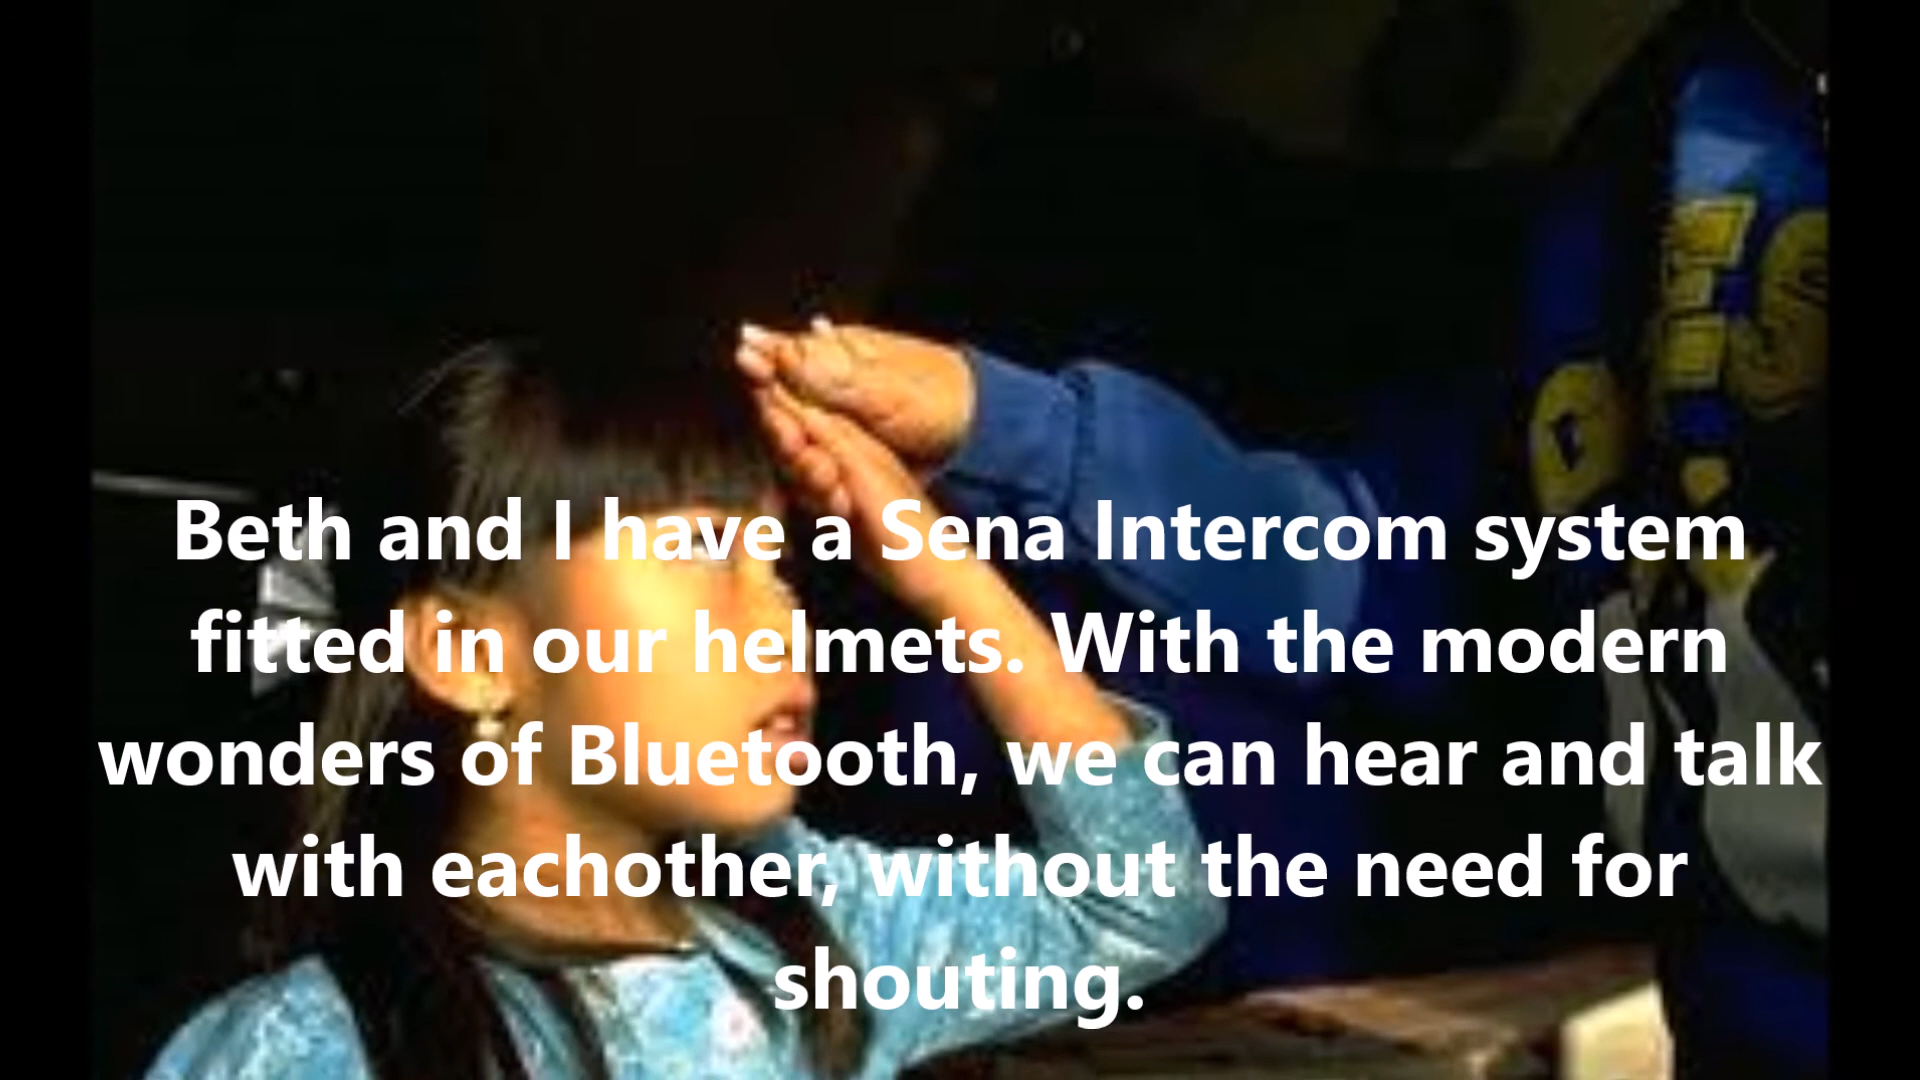 ES
O
Beth and I have a Sena Intercom system
fitted in our helmets. With the modern
wonders of Bluetooth, we can hear and talk
with eachother, without the need for
shouting.